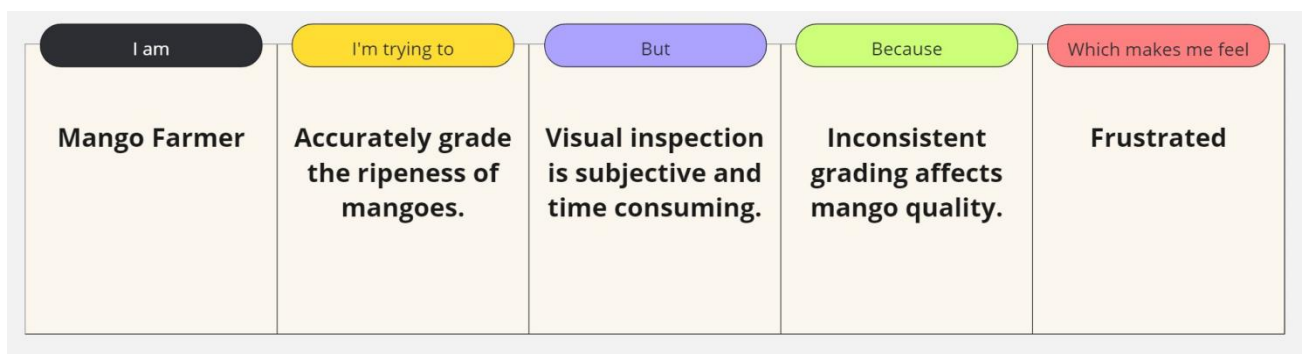 I am
I'm trying to
But
Because
Which makes me feel
Mango Farmer
Accurately grade
the ripeness of
mangoes.
Visual inspection
is subjective and
time consuming.
Inconsistent
grading affects
mango quality.
Frustrated